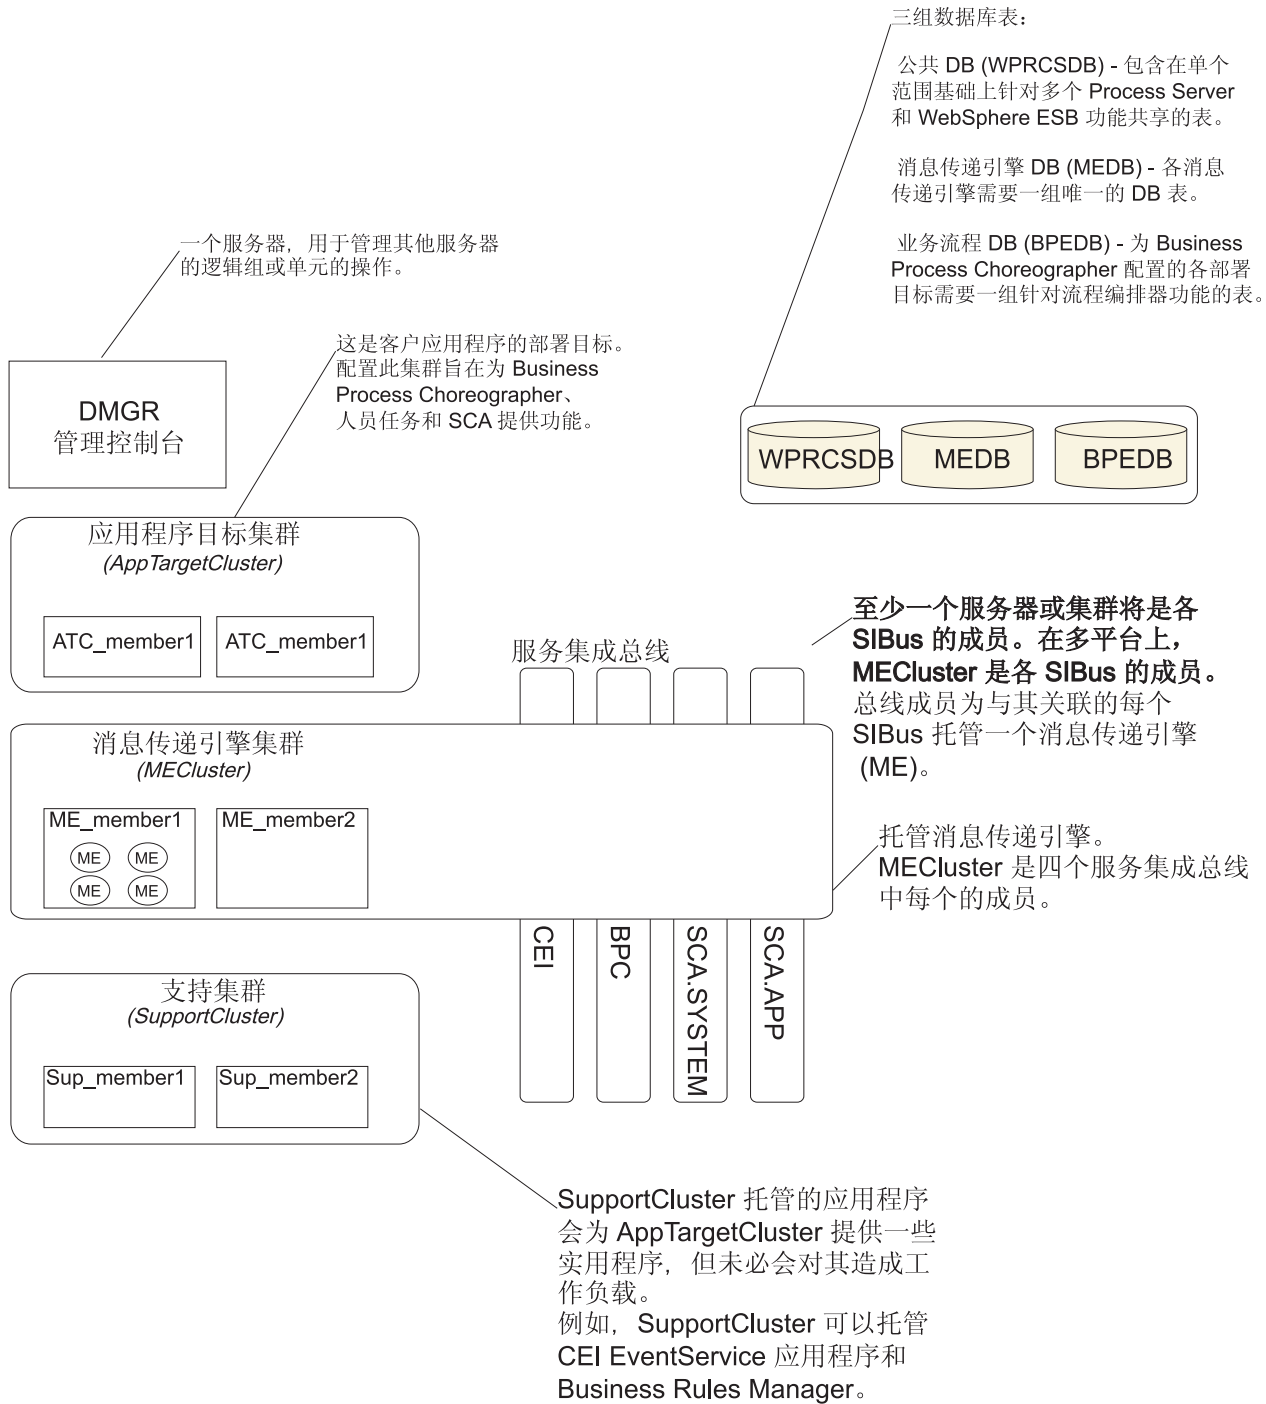 三组数据库表：
公共 DB (WPRCSDB) - 包含在单个
范围基础上针对多个 Process Server
和 WebSphere ESB 功能共享的表。
消息传递引擎 DB (MEDB) - 各消息
传递引擎需要一组唯一的 DB 表。
业务流程 DB (BPEDB) - 为 Business
Process Choreographer 配置的各部署
目标需要一组针对流程编排器功能的表。
一个服务器，用于管理其他服务器
的逻辑组或单元的操作。
这是客户应用程序的部署目标。
配置此集群旨在为 Business
Process Choreographer、
人员任务和 SCA 提供功能。
DMGR
管理控制台
WPRCSDB
MEDB
BPEDB
应用程序目标集群
(AppTargetCluster)
ATC_member1
ATC_member1
服务集成总线
至少一个服务器或集群将是各
SIBus 的成员。在多平台上，
MECluster 是各 SIBus 的成员。
总线成员为与其关联的每个
SIBus 托管一个消息传递引擎
(ME)。
消息传递引擎集群
(MECluster)
ME_member1
ME_member2
ME
ME
ME
ME
托管消息传递引擎。
MECluster 是四个服务集成总线
中每个的成员。
CEI
BPC
SCA.SYSTEM
SCA.APP
支持集群
(SupportCluster)
Sup_member1
Sup_member2
SupportCluster 托管的应用程序
会为 AppTargetCluster 提供一些
实用程序，但未必会对其造成工
作负载。
例如，SupportCluster 可以托管
CEI EventService 应用程序和
Business Rules Manager。